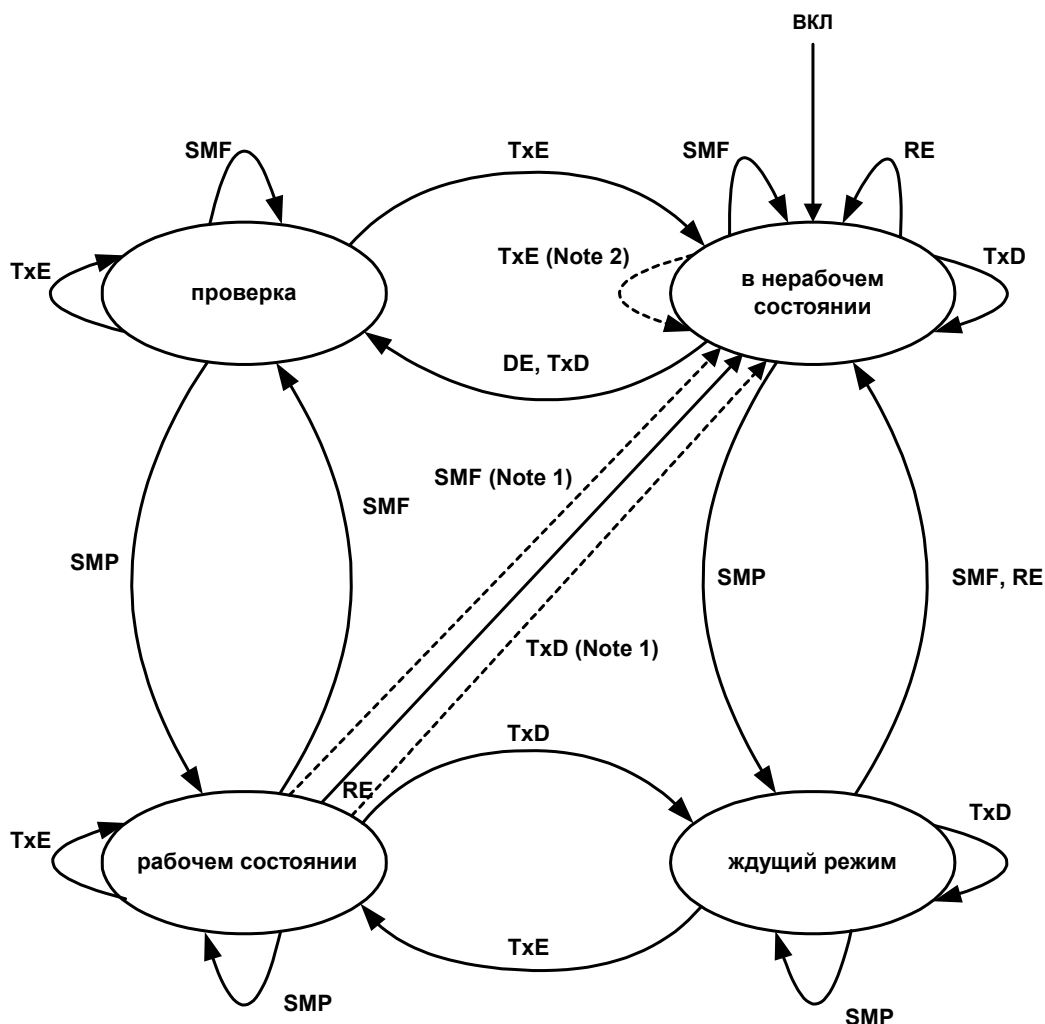 ВКЛ
SMF
TxE
SMF
RE
TxE
TxE (Note 2)
TxD
проверка
в нерабочем
состоянии
DE, TxD
SMF (Note 1)
SMF
SMP
SMP
SMF, RE
TxD (Note 1)
TxD
RE
TxD
TxE
рабочем состоянии
ждущий режим
TxE
SMP
SMP